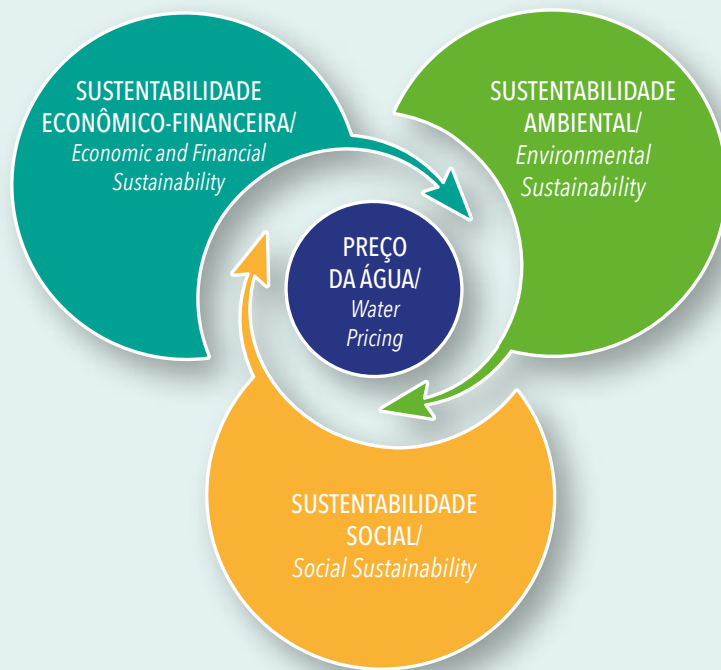 SUSTENTABILIDADE
ECONÔMICO-FINANCEIRA/
Economic and Financial
Sustainability
SUSTENTABILIDADE
AMBIENTAL/
Environmental
Sustainability
PREÇO
DA ÁGUA/
Water
Pricing
SUSTENTABILIDADE
SOCIAL/
Social Sustainability